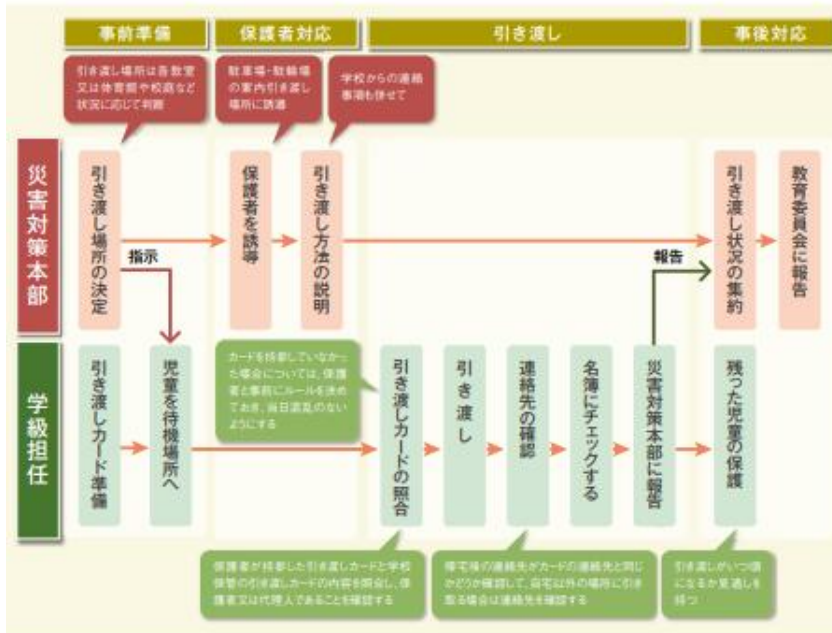 事前準備
保護者対応
引き渡し
事後対応
引き渡し場所は各教室
又は体育館や校庭など
状況に応じて判断
駐車場・駐輪場
の案内引き渡し
場所に誘導
学校からの連絡
事項も併せて
災害対策本部
引き渡し場所の決定
保護者を誘導
引き渡し方法の説明
引き渡し状況の集約
教育委員会に報告
指示
報告
学級担任
引き渡しカード準備
児童を待機場所へ
カードを持参していなかっ
た場合については、保護
者と事前にルールを決め
ておき、当日混乱のない
ようにする
引き渡しカードの照合
引き渡し
連絡先の確認
名簿にチェックする
災害対策本部に報告
残った児童の保護
保護者が持参した引き渡しカードと学校
保管の引き渡しカードの内容を照会し、保
護者又は代理人であることを確認する
帰宅後の連絡先がカードの連絡先と同じ
かどうか確認して、自宅以外の場所に引き
取る場合は連絡先を確認する
引き渡しがいつ頃
になるか見通しを
持つ